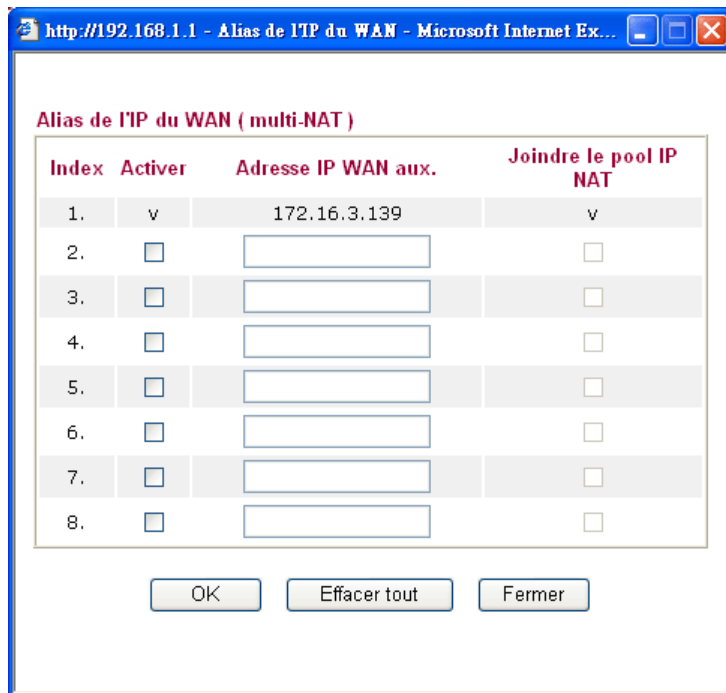 http://192.168.1.1 - Alias de l'IP du WAN - Microsoft Internet Ex...
Alias de l'IP du WAN ( multi-NAT )
Index Activer Adresse IP WAN aux. Joindre le pool IP
NAT
1. v 172.16.3.139 v
2.
3.
4.
5.
6.
7.
8.
OK Effacer tout Fermer